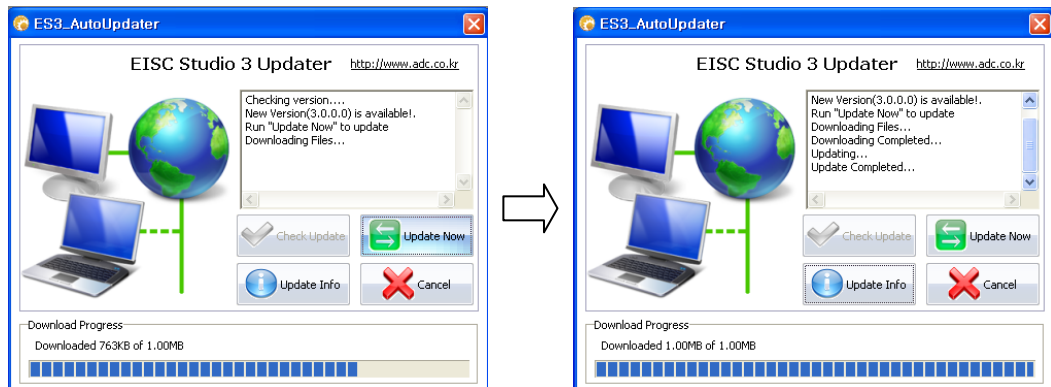 ES3_AutoUpdater
EISC Studio 3 Updater http://www.adc.co.kr
Checking version....
New Version(3.0.0.0) is available!.
Run "Update Now" to update
Downloading Files...
Check Update
Update Now
Update Info
Cancel
Download Progress
Downloaded 763KB of 1.00MB
ES3_AutoUpdater
EISC Studio 3 Updater http://www.adc.co.kr
New Version(3.0.0.0) is available!.
Run "Update Now" to update
Downloading Files...
Downloading Completed...
Updating...
Update Completed...
Check Update
Update Now
Update Info
Cancel
Download Progress
Downloaded 1.00MB of 1.00MB